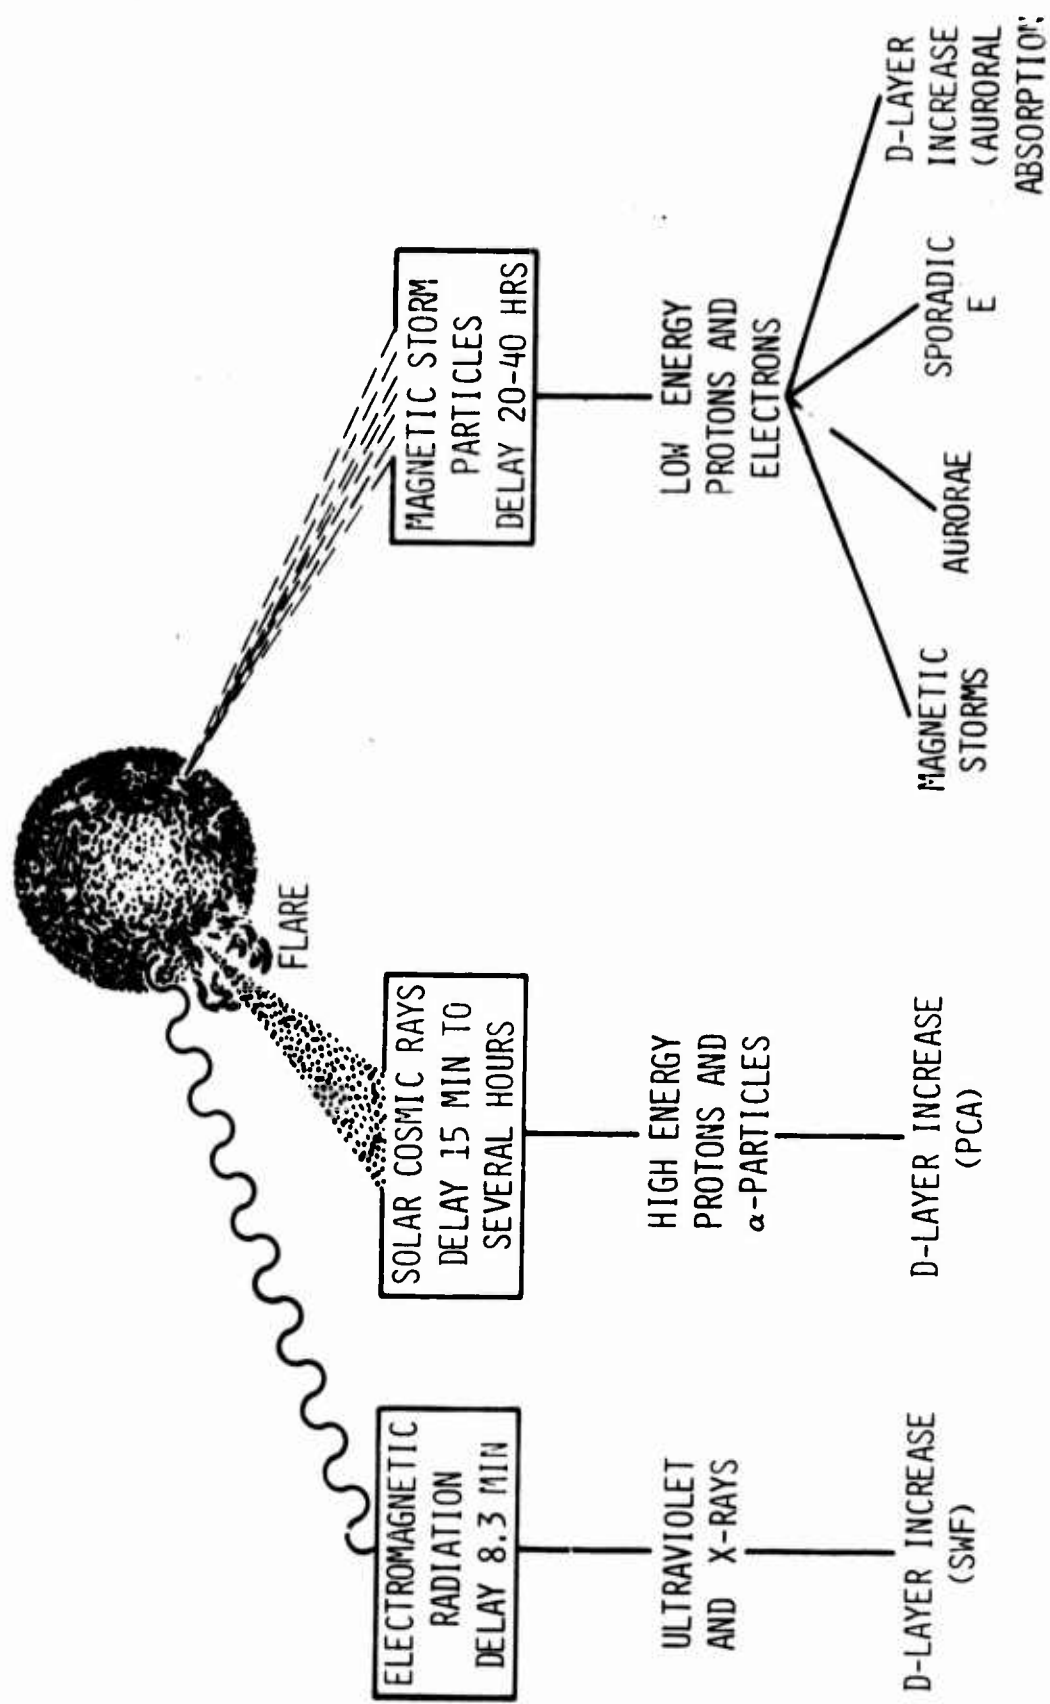 FLARE
ELECTROMAGNETIC
RADIATION
DELAY 8.3 MIN
ULTRAVIOLET
AND X-RAYS
D-LAYER INCREASE
(SWF)
SOLAR COSMIC RAYS
DELAY 15 MIN TO
SEVERAL HOURS
HIGH ENERGY
PROTONS AND
α-PARTICLES
D-LAYER INCREASE
(PCA)
MAGNETIC STORM
PARTICLES
DELAY 20-40 HRS
LOW ENERGY
PROTONS AND
ELECTRONS
MAGNETIC
STORMS
AURORAE
SPORADIC
E
D-LAYER
INCREASE
(AURORAL
ABSORPTION